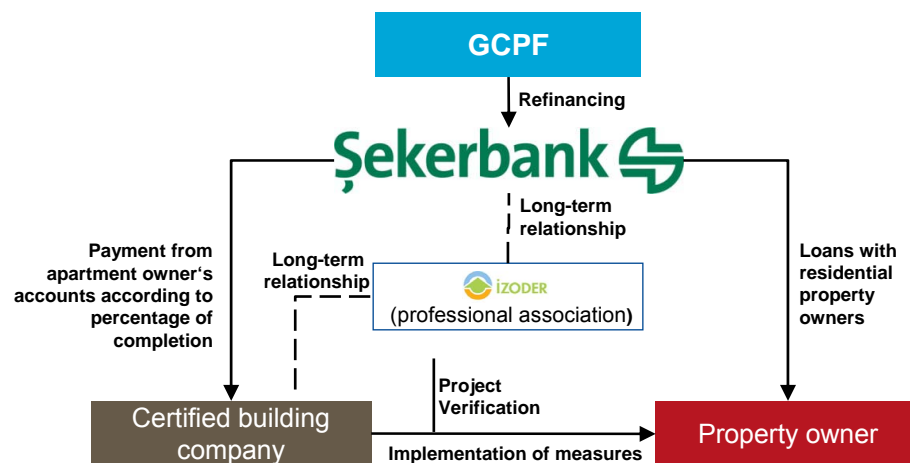 GCPF
Refinancing
Şekerbank
Long-term
relationship
Payment from
apartment owner‘s
accounts according to
percentage of
completion
Long-term
relationship
Loans with
residential
property
owners
İZODER
(professional association)
Project
Verification
Certified building
company
Implementation of measures
Property owner